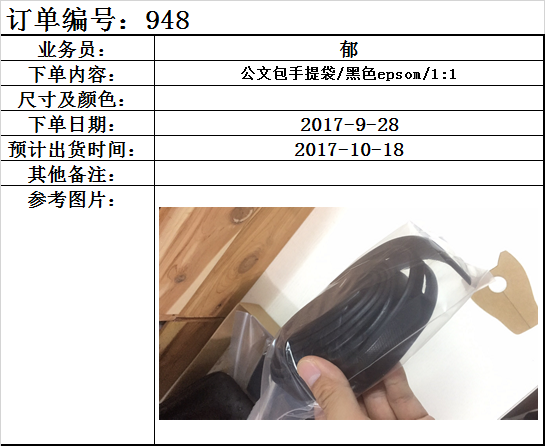 订单编号：948
业务员： 郁
下单内容： 公文包手提袋/黑色epsom/1:1
尺寸及颜色：
下单日期： 2017-9-28
预计出货时间： 2017-10-18
其他备注：
参考图片：